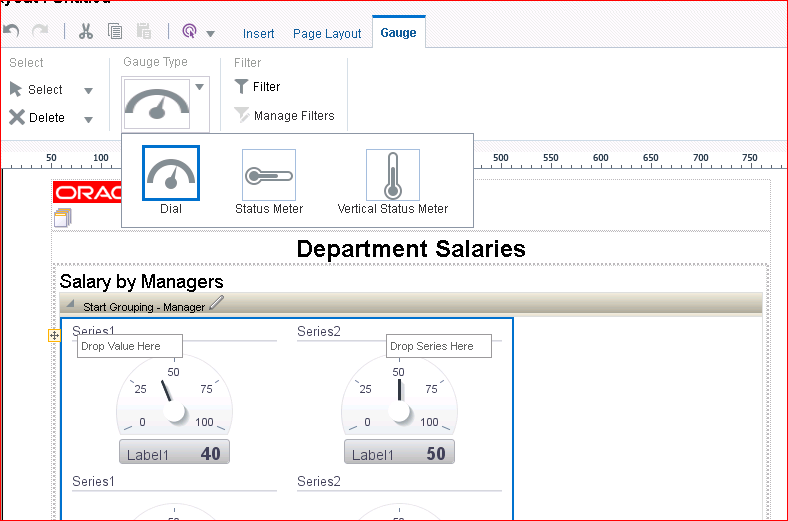 Insert Page Layout Gauge
Select Gauge Type Filter
Select Filter
Delete Manage Filters
Dial Status Meter Vertical Status Meter
50 100 500 550 600 650 700 750
Department Salaries
Salary by Managers
Start Grouping - Manager
Series1 Series2
Drop Value Here Drop Series Here
50 50
25 75 25 75
0 100 0 100
Label1 40 Label1 50
Series1 Series2